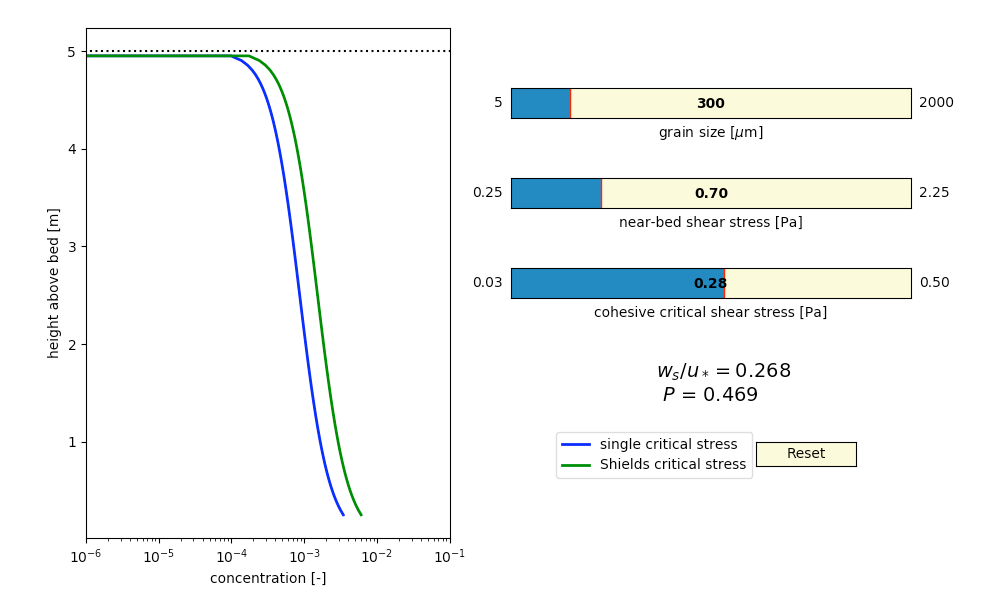 5
4
3
2
1
height above bed [m]
10⁻⁶ 10⁻⁵ 10⁻⁴ 10⁻³ 10⁻² 10⁻¹
concentration [-]
5 300 2000
grain size [μm]
0.25 0.70 2.25
near-bed shear stress [Pa]
0.03 0.28 0.50
cohesive critical shear stress [Pa]
wₛ/u* = 0.268
P = 0.469
single critical stress
Shields critical stress
Reset